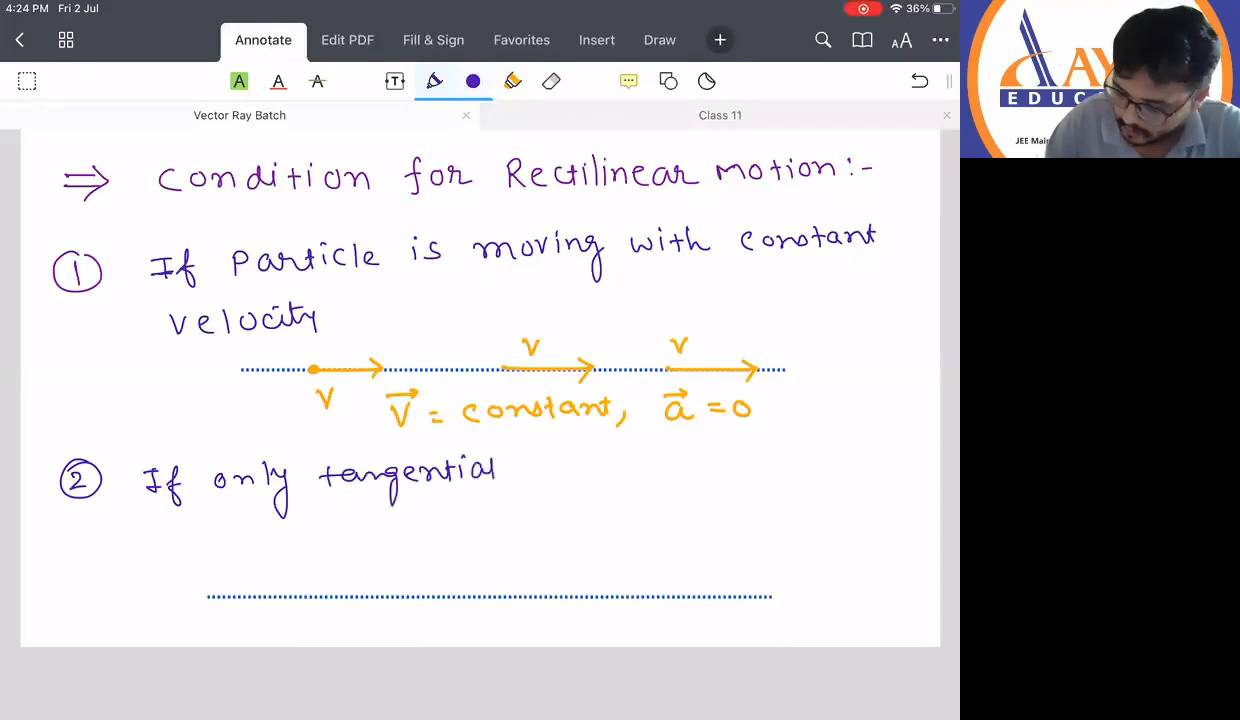 4:24 PM Fri 2 Jul
36%
Annotate Edit PDF Fill & Sign Favorites Insert Draw
Vector Ray Batch
Class 11
⇒ Condition for Rectilinear motion:-
① If Particle is moving with constant
velocity
v v v
v⃗ = constant, a⃗ = 0
② If only tangential
AY
EDUC
JEE Main